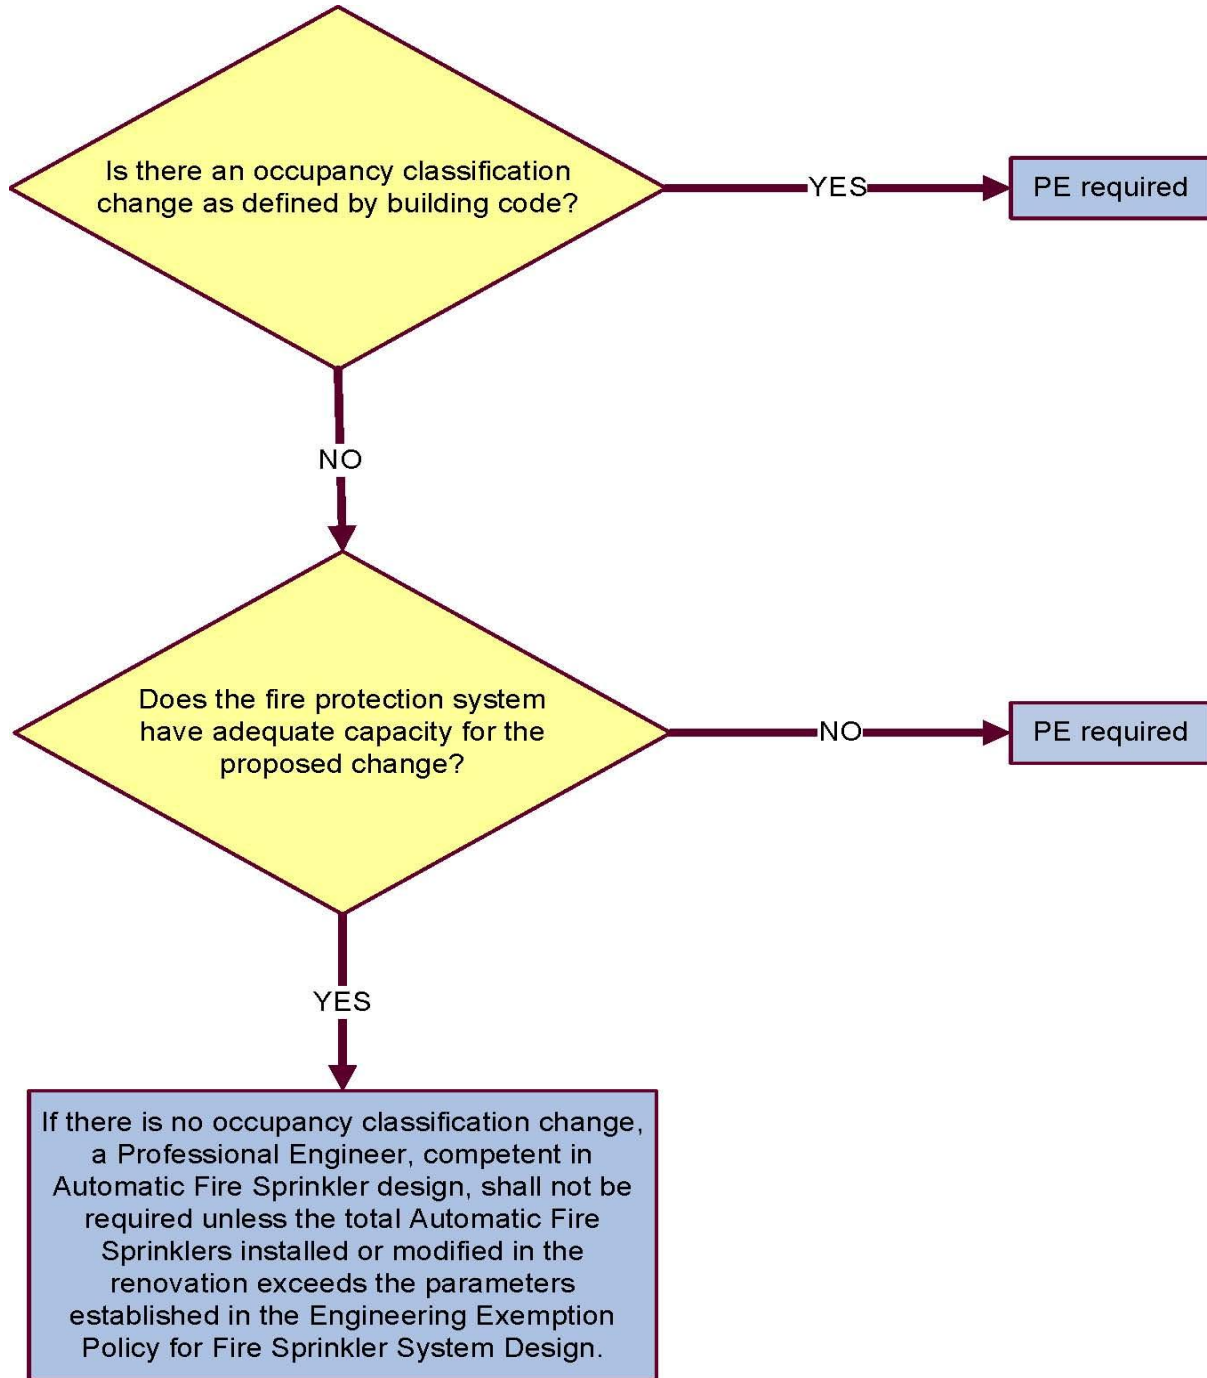 Is there an occupancy classification
change as defined by building code?
YES
PE required
NO
Does the fire protection system
have adequate capacity for the
proposed change?
NO
PE required
YES
If there is no occupancy classification change,
a Professional Engineer, competent in
Automatic Fire Sprinkler design, shall not be
required unless the total Automatic Fire
Sprinklers installed or modified in the
renovation exceeds the parameters
established in the Engineering Exemption
Policy for Fire Sprinkler System Design.